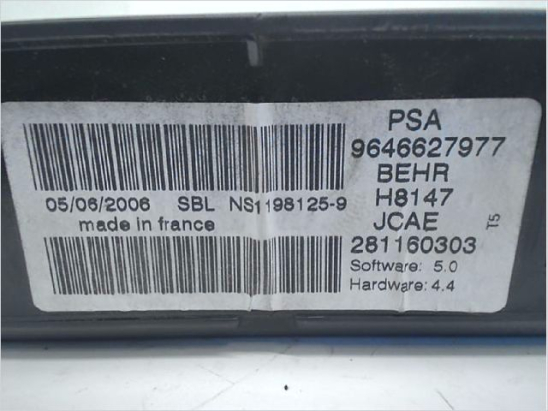 05/06/2006 SBL NS1198125-9
made in france
PSA
9646627977
BEHR
H8147
JCAE
281160303
Software: 5.0
Hardware: 4.4
T5